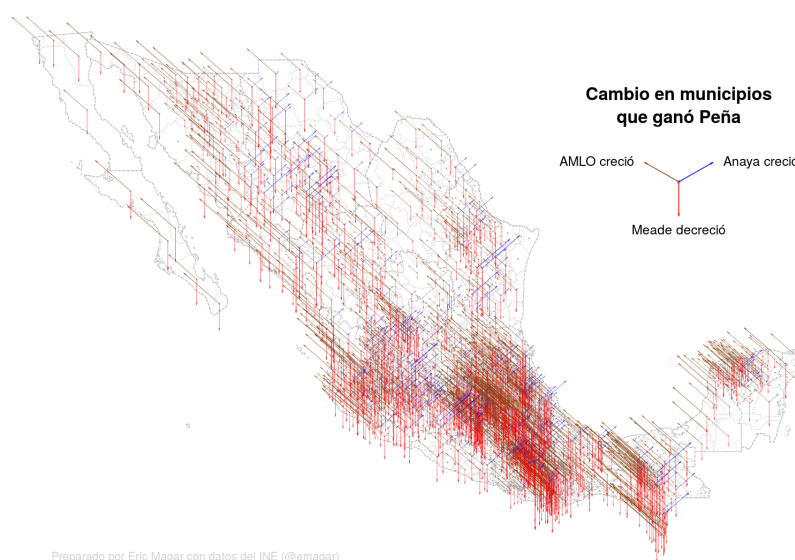 Cambio en municipios
que ganó Peña
AMLO creció
Anaya creció
Meade decreció
Preparado por Eric Magar con datos del INE (@emagar)